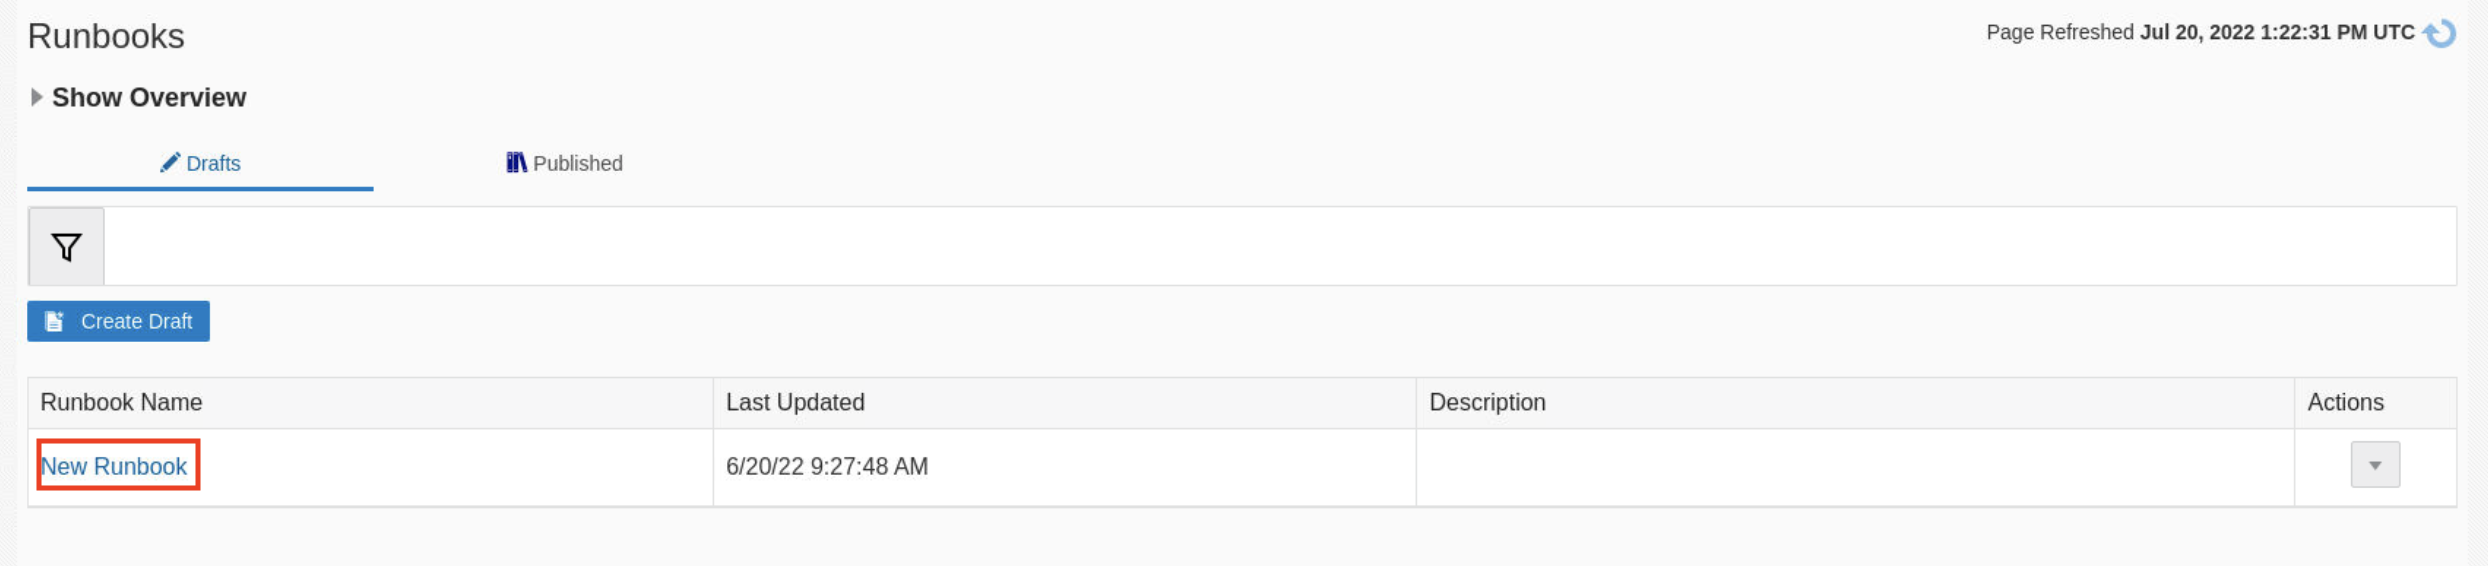 Runbooks
Page Refreshed Jul 20, 2022 1:22:31 PM UTC
Show Overview
Drafts
Published
Create Draft
Runbook Name
Last Updated
Description
Actions
New Runbook
6/20/22 9:27:48 AM